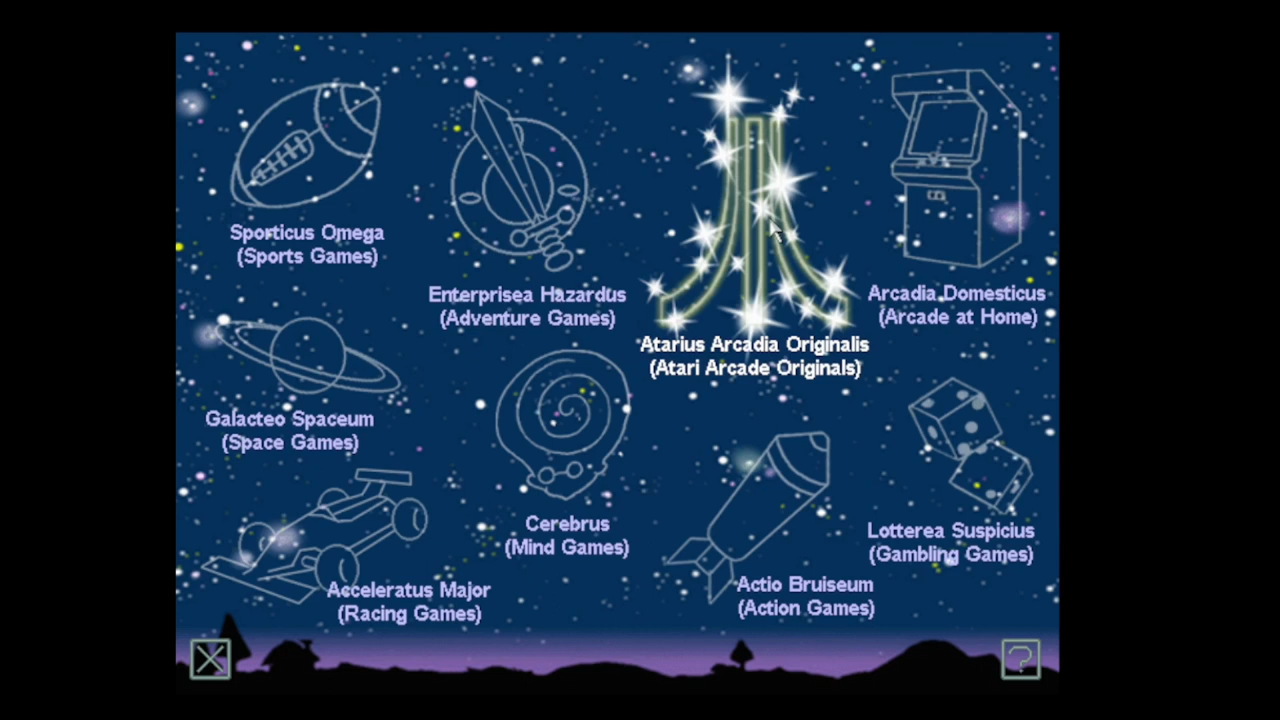 Sporticus Omega
(Sports Games)
Enterprisea Hazardus
(Adventure Games)
Atarius Arcadia Originalis
(Atari Arcade Originals)
Arcadia Domesticus
(Arcade at Home)
Galacteo Spaceum
(Space Games)
Cerebrus
(Mind Games)
Lotterea Suspicius
(Gambling Games)
Acceleratus Major
(Racing Games)
Actio Bruiseum
(Action Games)
?